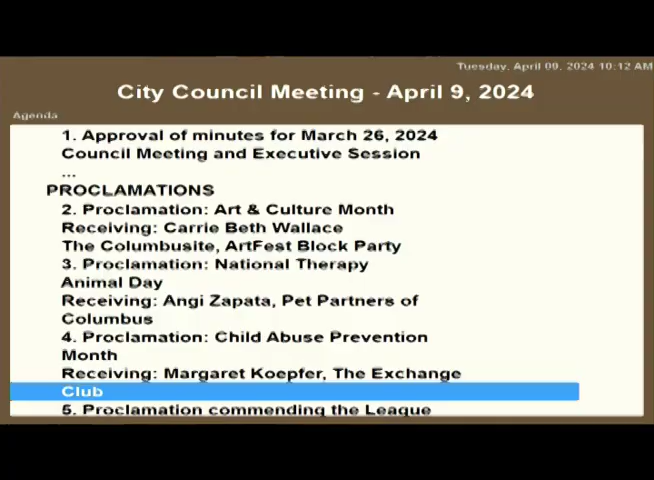 Tuesday, April 09, 2024 10:12 AM
City Council Meeting - April 9, 2024
Agenda
1. Approval of minutes for March 26, 2024
Council Meeting and Executive Session
...
PROCLAMATIONS
2. Proclamation: Art & Culture Month
Receiving: Carrie Beth Wallace
The Columbusite, ArtFest Block Party
3. Proclamation: National Therapy
Animal Day
Receiving: Angi Zapata, Pet Partners of
Columbus
4. Proclamation: Child Abuse Prevention
Month
Receiving: Margaret Koepfer, The Exchange
Club
5. Proclamation commending the League